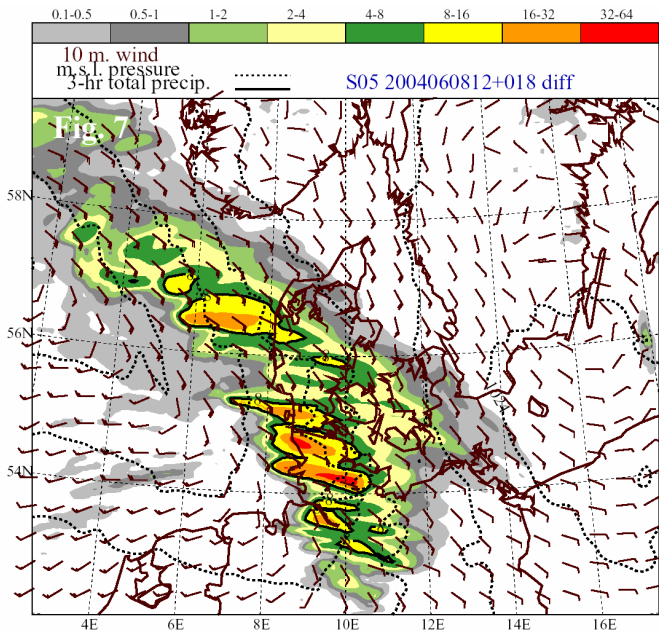 0.1-0.5 0.5-1 1-2 2-4 4-8 8-16 16-32 32-64
10 m. wind
m.s.l. pressure
3-hr total precip.
S05 2004060812+018 diff
Fig. 7
58N
56N
54N
4E 6E 8E 10E 12E 14E 16E